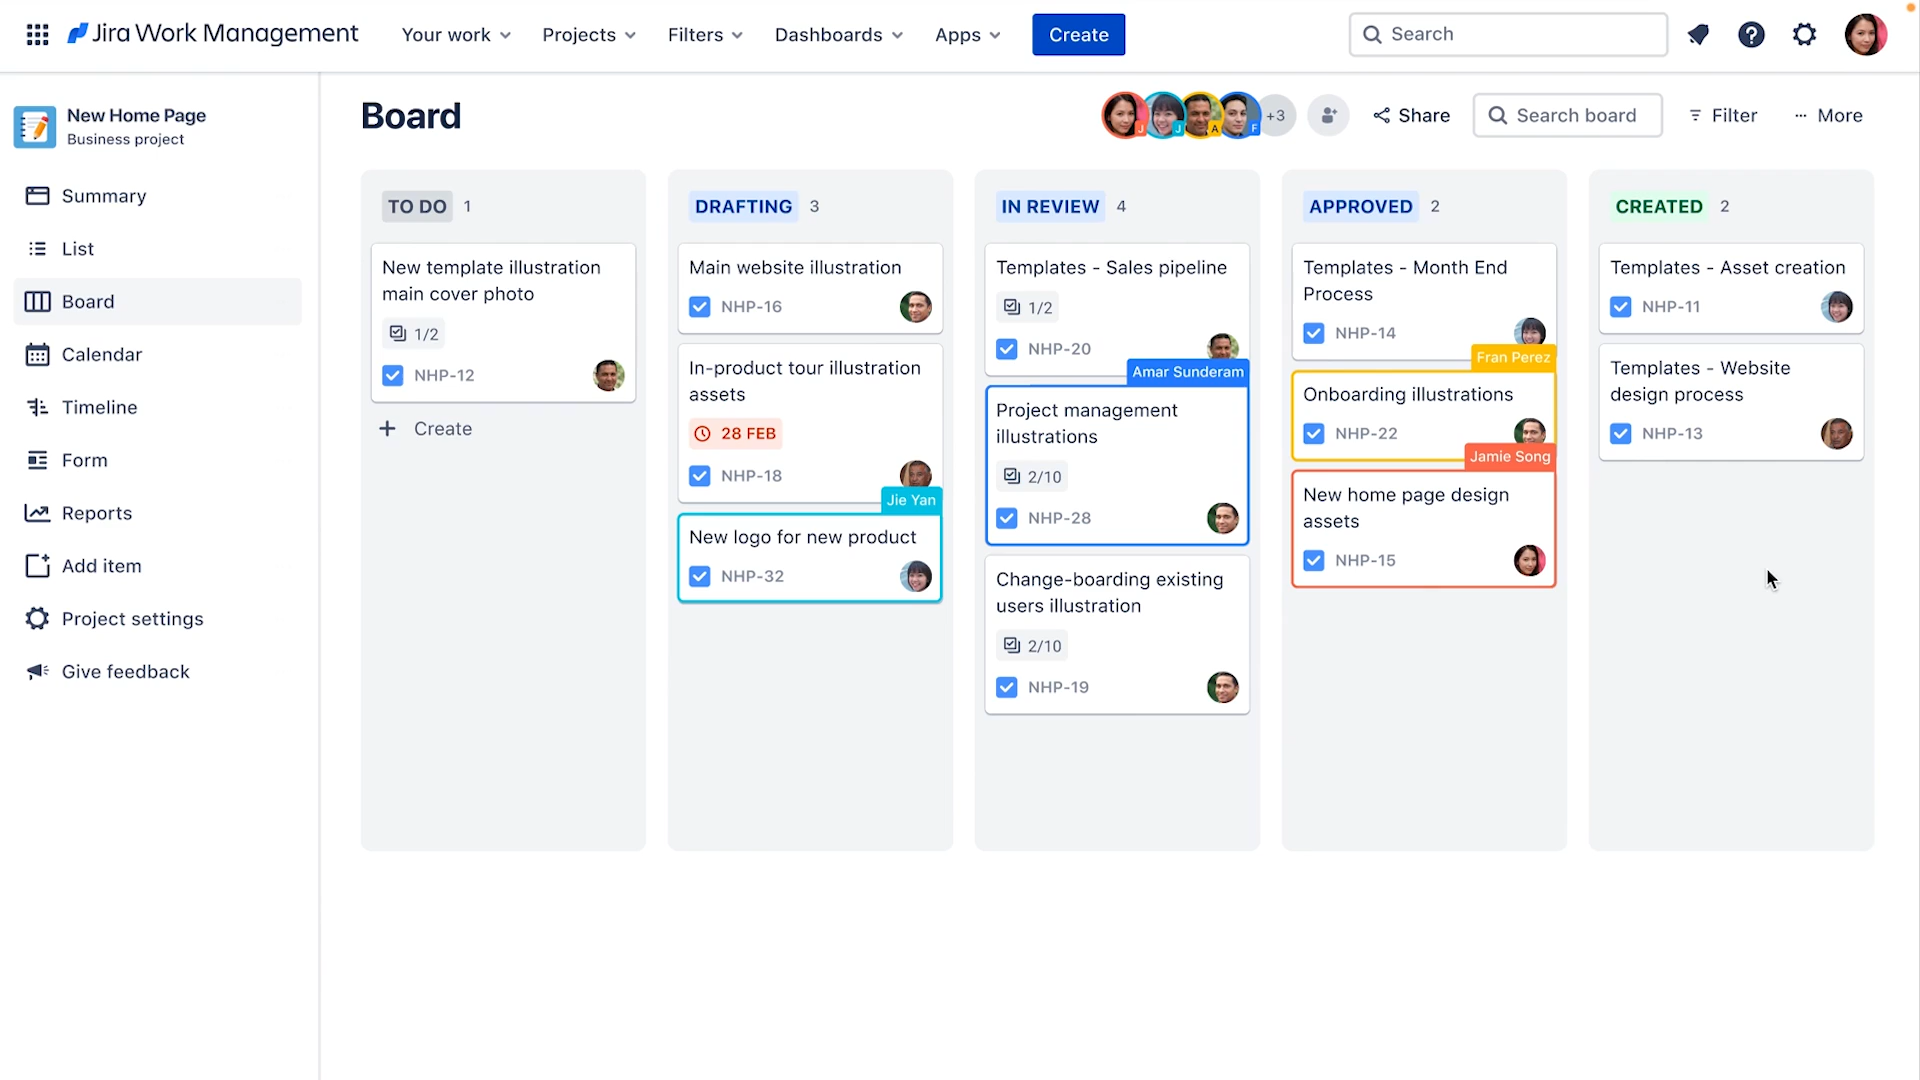 Jira Work Management
Your work
Projects
Filters
Dashboards
Apps
Create
Search
New Home Page
Business project
Summary
List
Board
Calendar
Timeline
Form
Reports
Add item
Project settings
Give feedback
Board
J
J
A
F
+3
Share
Search board
Filter
More
TO DO 1
New template illustration
main cover photo
1/2
NHP-12
Create
DRAFTING 3
Main website illustration
NHP-16
In-product tour illustration
assets
28 FEB
NHP-18
Jie Yan
New logo for new product
NHP-32
IN REVIEW 4
Templates - Sales pipeline
1/2
NHP-20
Amar Sunderam
Project management
illustrations
2/10
NHP-28
Change-boarding existing
users illustration
2/10
NHP-19
APPROVED 2
Templates - Month End
Process
NHP-14
Fran Perez
Onboarding illustrations
NHP-22
Jamie Song
New home page design
assets
NHP-15
CREATED 2
Templates - Asset creation
NHP-11
Templates - Website
design process
NHP-13